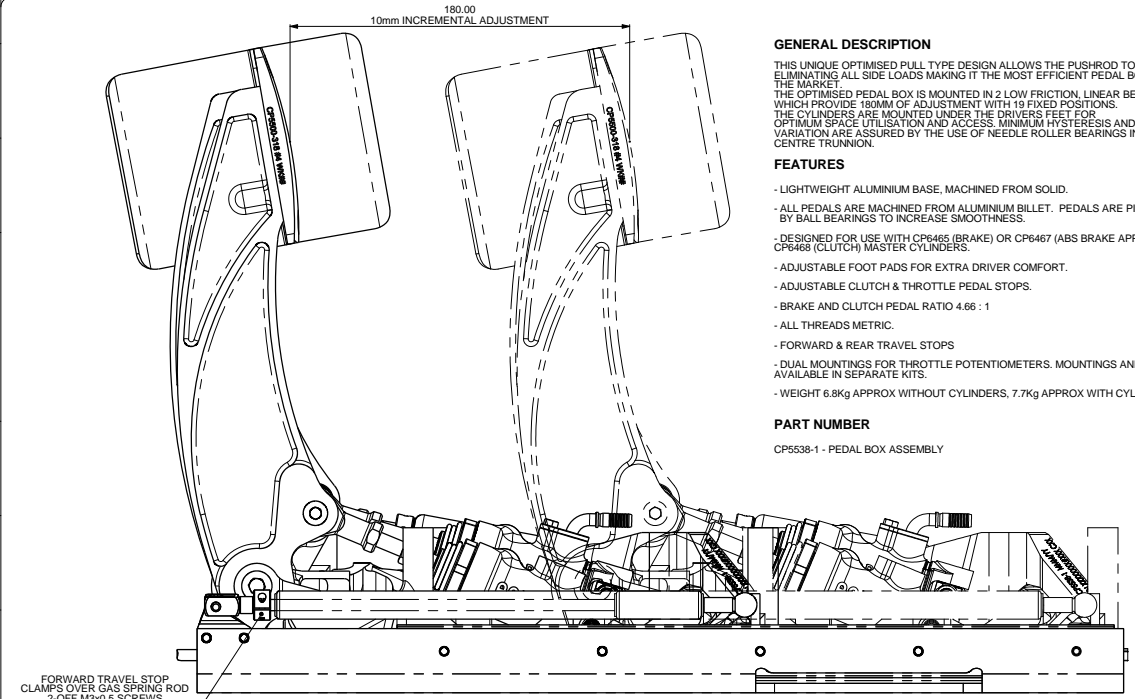 180.00
10mm INCREMENTAL ADJUSTMENT
GENERAL DESCRIPTION
THIS UNIQUE OPTIMISED PULL TYPE DESIGN ALLOWS THE PUSHROD TO
ELIMINATING ALL SIDE LOADS MAKING IT THE MOST EFFICIENT PEDAL
THE MARKET.
THE OPTIMISED PEDAL BOX IS MOUNTED IN 2 LOW FRICTION, LINEAR
WHICH PROVIDE 180MM OF ADJUSTMENT WITH 19 FIXED POSITIONS.
THE CYLINDERS ARE MOUNTED UNDER THE DRIVERS FEET FOR
OPTIMUM SPACE UTILISATION AND ACCESS. MINIMUM HYSTERESIS AND
VARIATION ARE ASSURED BY THE USE OF NEEDLE ROLLER BEARINGS
CENTRE TRUNNION.
FEATURES
- LIGHTWEIGHT ALUMINIUM BASE, MACHINED FROM SOLID.
- ALL PEDALS ARE MACHINED FROM ALUMINIUM BILLET. PEDALS ARE
BY BALL BEARINGS TO INCREASE SMOOTHNESS.
- DESIGNED FOR USE WITH CP6465 (BRAKE) OR CP6467 (ABS BRAKE
CP6468 (CLUTCH) MASTER CYLINDERS.
- ADJUSTABLE FOOT PADS FOR EXTRA DRIVER COMFORT.
- ADJUSTABLE CLUTCH & THROTTLE PEDAL STOPS.
- BRAKE AND CLUTCH PEDAL RATIO 4.66 : 1
- ALL THREADS METRIC.
- FORWARD & REAR TRAVEL STOPS
- DUAL MOUNTINGS FOR THROTTLE POTENTIOMETERS. MOUNTINGS
AVAILABLE IN SEPARATE KITS.
- WEIGHT 6.8Kg APPROX WITHOUT CYLINDERS, 7.7Kg APPROX WITH
PART NUMBER
CP5538-1 - PEDAL BOX ASSEMBLY
FORWARD TRAVEL STOP
CLAMPS OVER GAS SPRING ROD
2-OFF M3x0.5 SCREWS